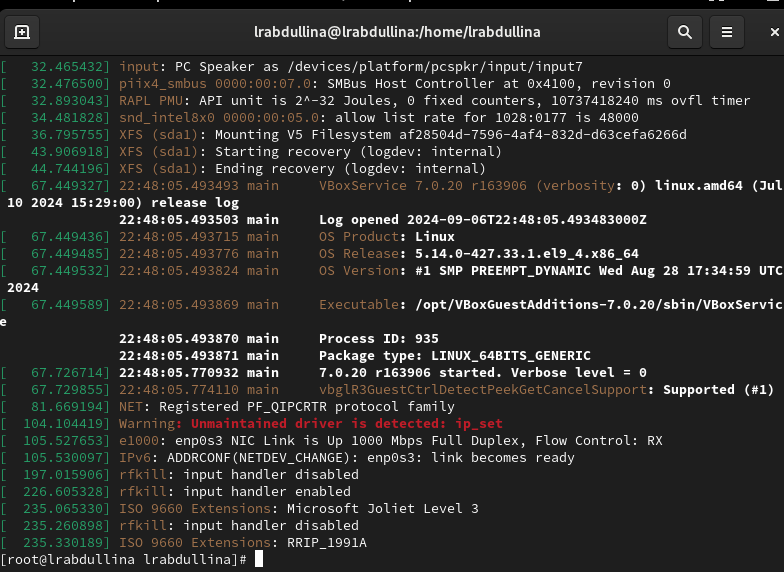 lrabdullina@lrabdullina:/home/lrabdullina
[   32.465432] input: PC Speaker as /devices/platform/pcspkr/input/input7
[   32.476500] piix4_smbus 0000:00:07.0: SMBus Host Controller at 0x4100, revision 0
[   32.893043] RAPL PMU: API unit is 2^-32 Joules, 0 fixed counters, 10737418240 ms ovfl timer
[   34.481828] snd_intel8x0 0000:00:05.0: allow list rate for 1028:0177 is 48000
[   36.795755] XFS (sda1): Mounting V5 Filesystem af28504d-7596-4af4-832d-d63cefa6266d
[   43.906918] XFS (sda1): Starting recovery (logdev: internal)
[   44.744196] XFS (sda1): Ending recovery (logdev: internal)
[   67.449327] 22:48:05.493493 main     VBoxService 7.0.20 r163906 (verbosity: 0) linux.amd64 (Jul
 10 2024 15:29:00) release log
               22:48:05.493503 main     Log opened 2024-09-06T22:48:05.493483000Z
[   67.449436] 22:48:05.493715 main     OS Product: Linux
[   67.449485] 22:48:05.493776 main     OS Release: 5.14.0-427.33.1.el9_4.x86_64
[   67.449532] 22:48:05.493824 main     OS Version: #1 SMP PREEMPT_DYNAMIC Wed Aug 28 17:34:59 UTC
 2024
[   67.449589] 22:48:05.493869 main     Executable: /opt/VBoxGuestAdditions-7.0.20/sbin/VBoxServic
e
               22:48:05.493870 main     Process ID: 935
               22:48:05.493871 main     Package type: LINUX_64BITS_GENERIC
[   67.726714] 22:48:05.770932 main     7.0.20 r163906 started. Verbose level = 0
[   67.729855] 22:48:05.774110 main     vbglR3GuestCtrlDetectPeekGetCancelSupport: Supported (#1)
[   81.669194] NET: Registered PF_QIPCRTR protocol family
[  104.104419] Warning: Unmaintained driver is detected: ip_set
[  105.527653] e1000: enp0s3 NIC Link is Up 1000 Mbps Full Duplex, Flow Control: RX
[  105.530097] IPv6: ADDRCONF(NETDEV_CHANGE): enp0s3: link becomes ready
[  197.015906] rfkill: input handler disabled
[  226.605328] rfkill: input handler enabled
[  235.065330] ISO 9660 Extensions: Microsoft Joliet Level 3
[  235.260898] rfkill: input handler disabled
[  235.330189] ISO 9660 Extensions: RRIP_1991A
[root@lrabdullina lrabdullina]#